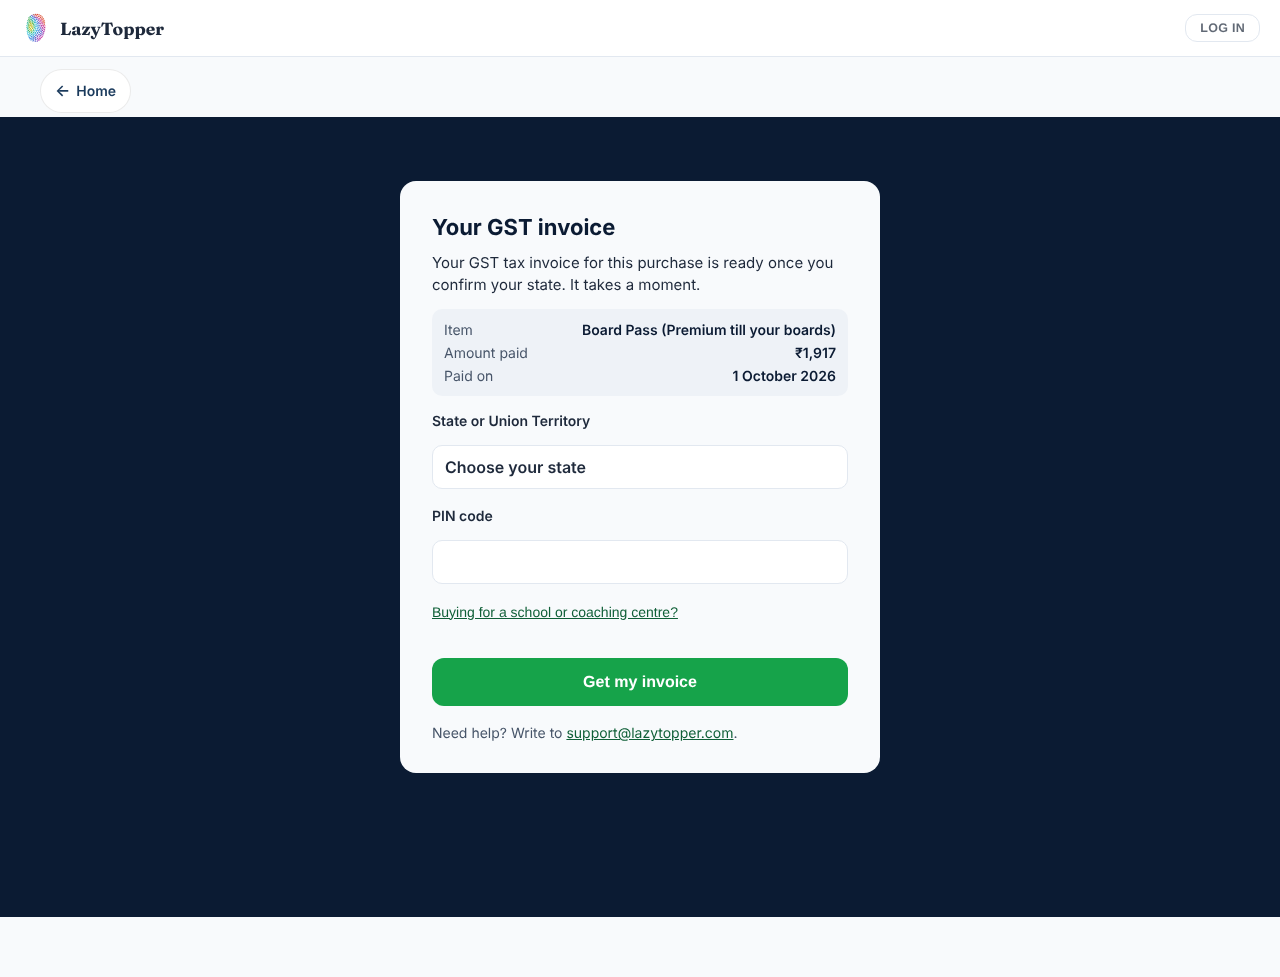 LazyTopper
LOG IN
← Home
Your GST invoice
Your GST tax invoice for this purchase is ready once you
confirm your state. It takes a moment.
Item Board Pass (Premium till your boards)
Amount paid ₹1,917
Paid on 1 October 2026
State or Union Territory
Choose your state
PIN code
Buying for a school or coaching centre?
Get my invoice
Need help? Write to support@lazytopper.com.